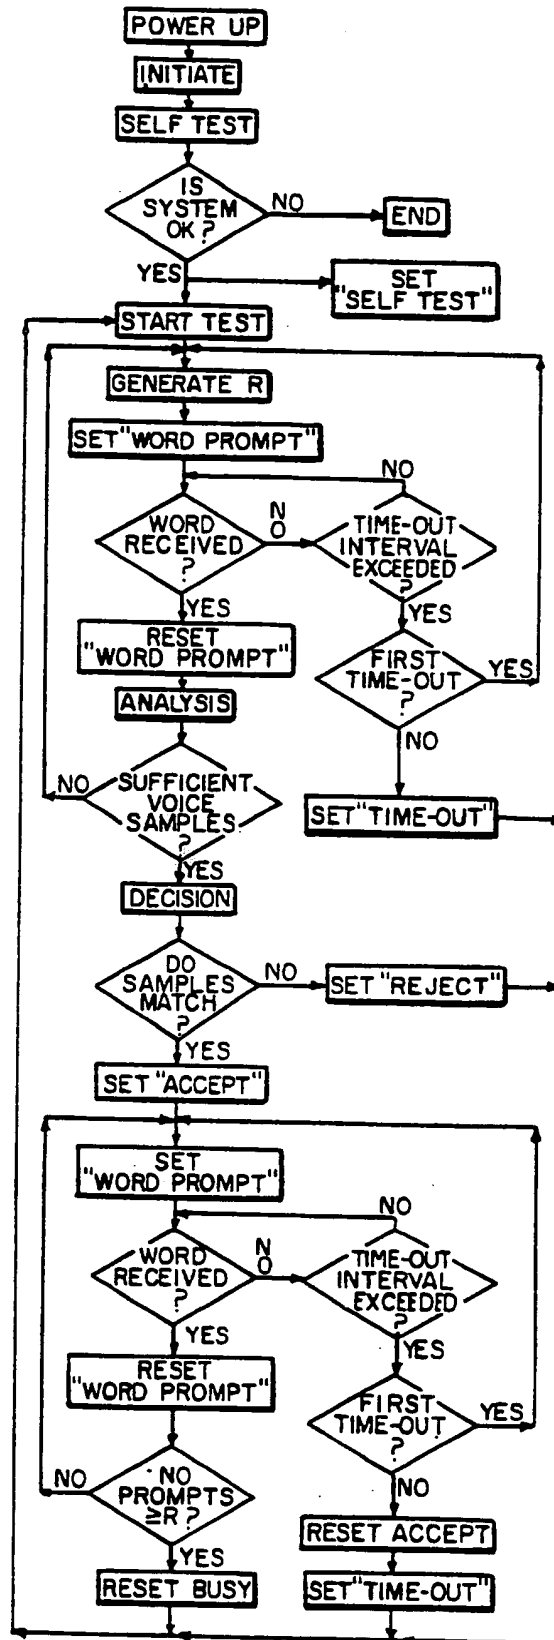 POWER UP
INITIATE
SELF TEST
IS
SYSTEM
OK?
NO
END
YES
SET
"SELF TEST"
START TEST
GENERATE R
SET "WORD PROMPT"
NO
WORD
RECEIVED
?
N
O
TIME-OUT
INTERVAL
EXCEEDED
?
YES
YES
RESET
"WORD PROMPT"
FIRST
TIME-OUT
?
YES
ANALYSIS
NO
NO
SUFFICIENT
VOICE
SAMPLES
?
SET "TIME-OUT"
YES
DECISION
DO
SAMPLES
MATCH
?
NO
SET "REJECT"
YES
SET "ACCEPT"
SET
"WORD PROMPT"
NO
WORD
RECEIVED
?
N
O
TIME-OUT
INTERVAL
EXCEEDED
?
YES
YES
RESET
"WORD PROMPT"
FIRST
TIME-OUT
?
YES
NO
NO
PROMPTS
≥R?
NO
RESET ACCEPT
YES
RESET BUSY
SET "TIME-OUT"